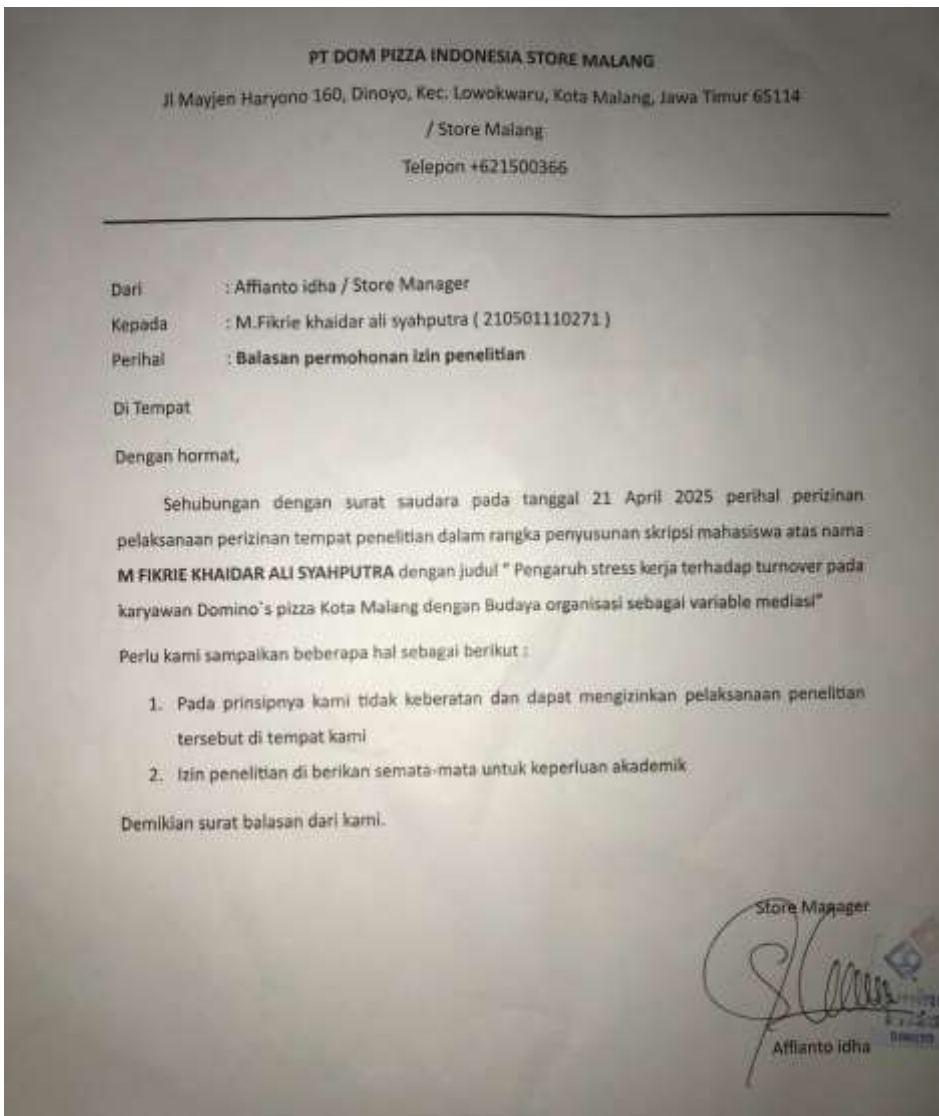 PT DOM PIZZA INDONESIA STORE MALANG
Jl Mayjen Haryono 160, Dinoyo, Kec. Lowokwaru, Kota Malang, Jawa Timur 65114
/ Store Malang
Telepon +621500366
Dari : Affianto idha / Store Manager
Kepada : M.Fikrie khaidar ali syahputra ( 210501110271 )
Perihal : Balasan permohonan izin penelitian
Di Tempat
Dengan hormat,
Sehubungan dengan surat saudara pada tanggal 21 April 2025 perihal perizinan
pelaksanaan perizinan tempat penelitian dalam rangka penyusunan skripsi mahasiswa atas nama
M FIKRIE KHAIDAR ALI SYAHPUTRA dengan judul " Pengaruh stress kerja terhadap turnover pada
karyawan Domino`s pizza Kota Malang dengan Budaya organisasi sebagai variable mediasi"
Perlu kami sampaikan beberapa hal sebagai berikut :
1. Pada prinsipnya kami tidak keberatan dan dapat mengizinkan pelaksanaan penelitian
tersebut di tempat kami
2. Izin penelitian di berikan semata-mata untuk keperluan akademik
Demikian surat balasan dari kami.
Store Manager
Affianto idha